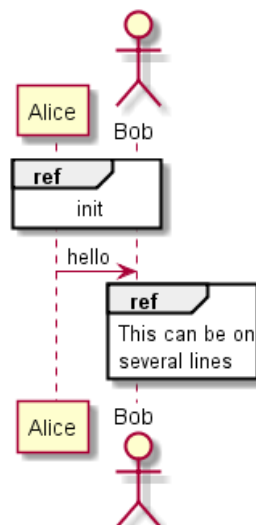 Alice
Bob
ref
init
hello
ref
This can be on
several lines
Alice
Bob